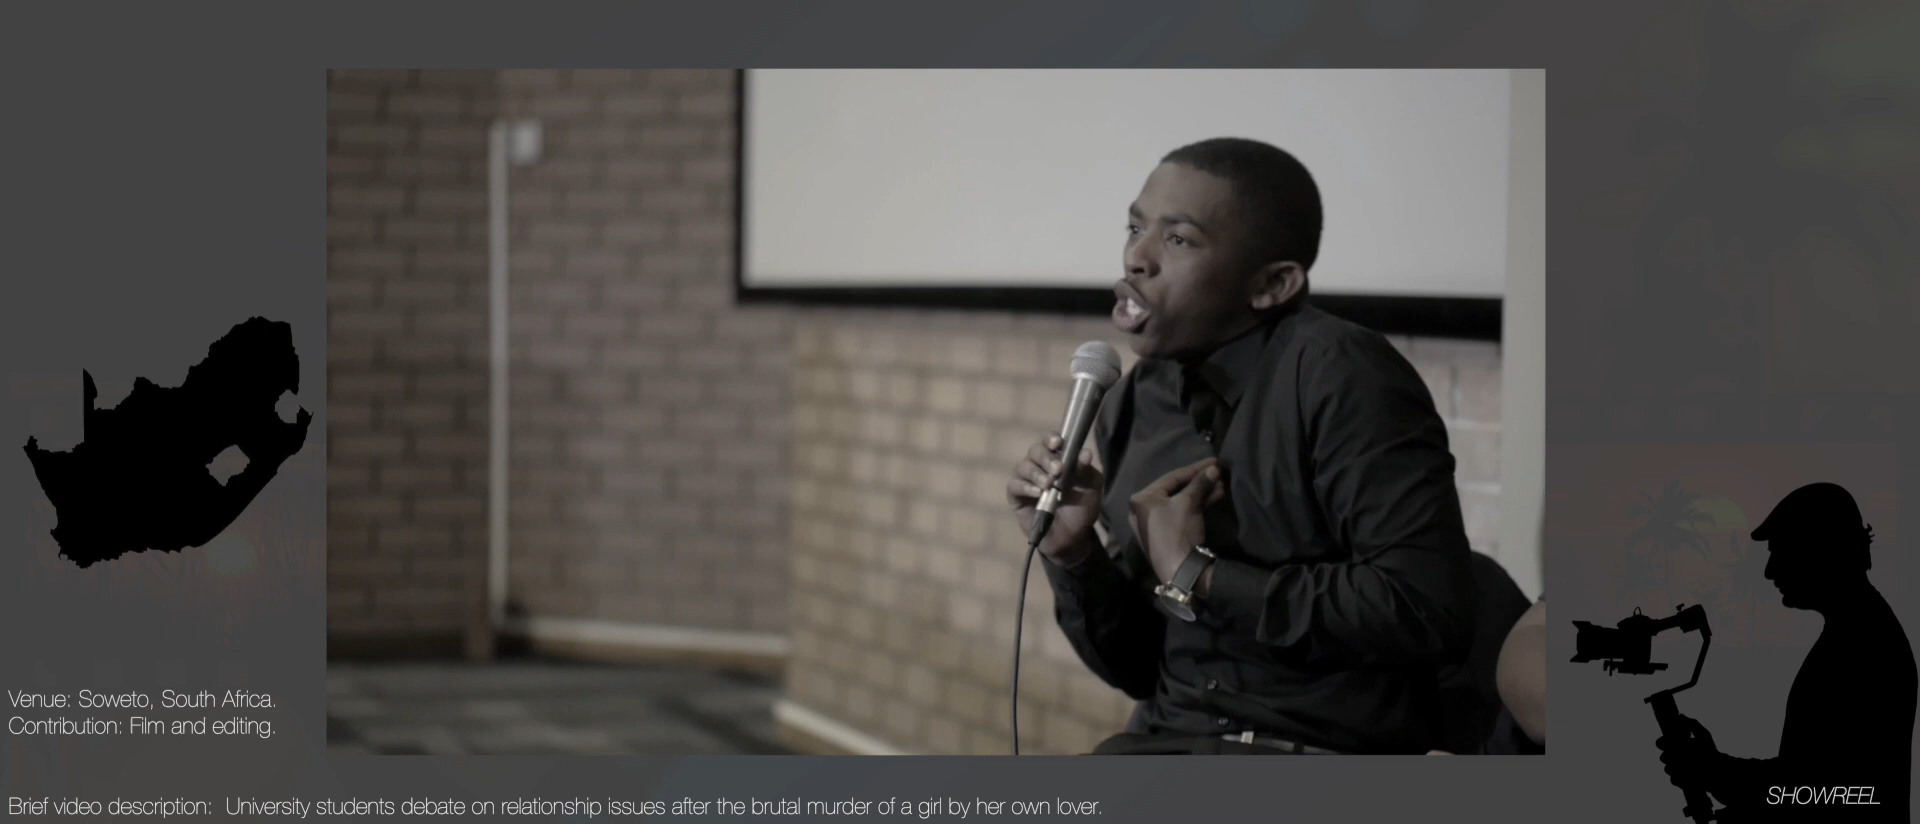 Venue: Soweto, South Africa.
Contribution: Film and editing.
Brief video description:  University students debate on relationship issues after the brutal murder of a girl by her own lover.
SHOWREEL